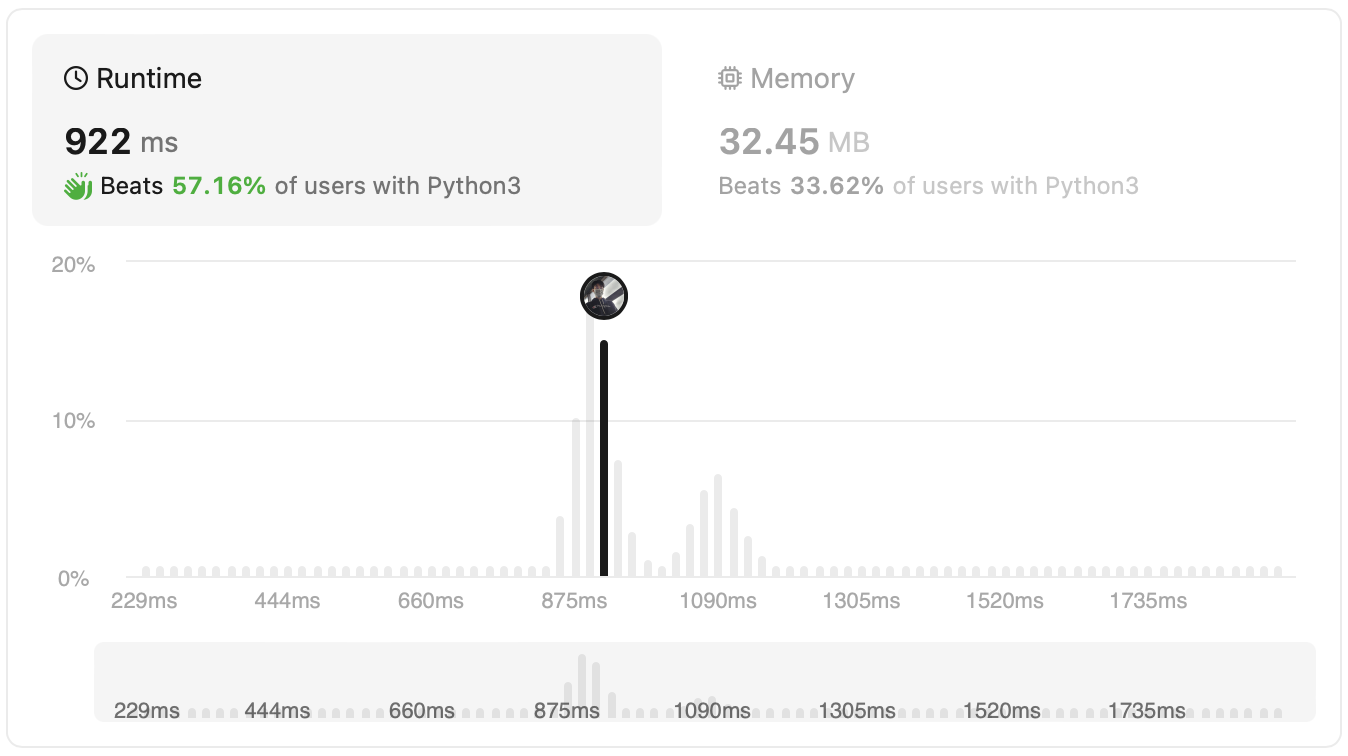 Runtime
922 ms
Beats 57.16% of users with Python3
Memory
32.45 MB
Beats 33.62% of users with Python3
20%
10%
0%
229ms 444ms 660ms 875ms 1090ms 1305ms 1520ms 1735ms
229ms 444ms 660ms 875ms 1090ms 1305ms 1520ms 1735ms